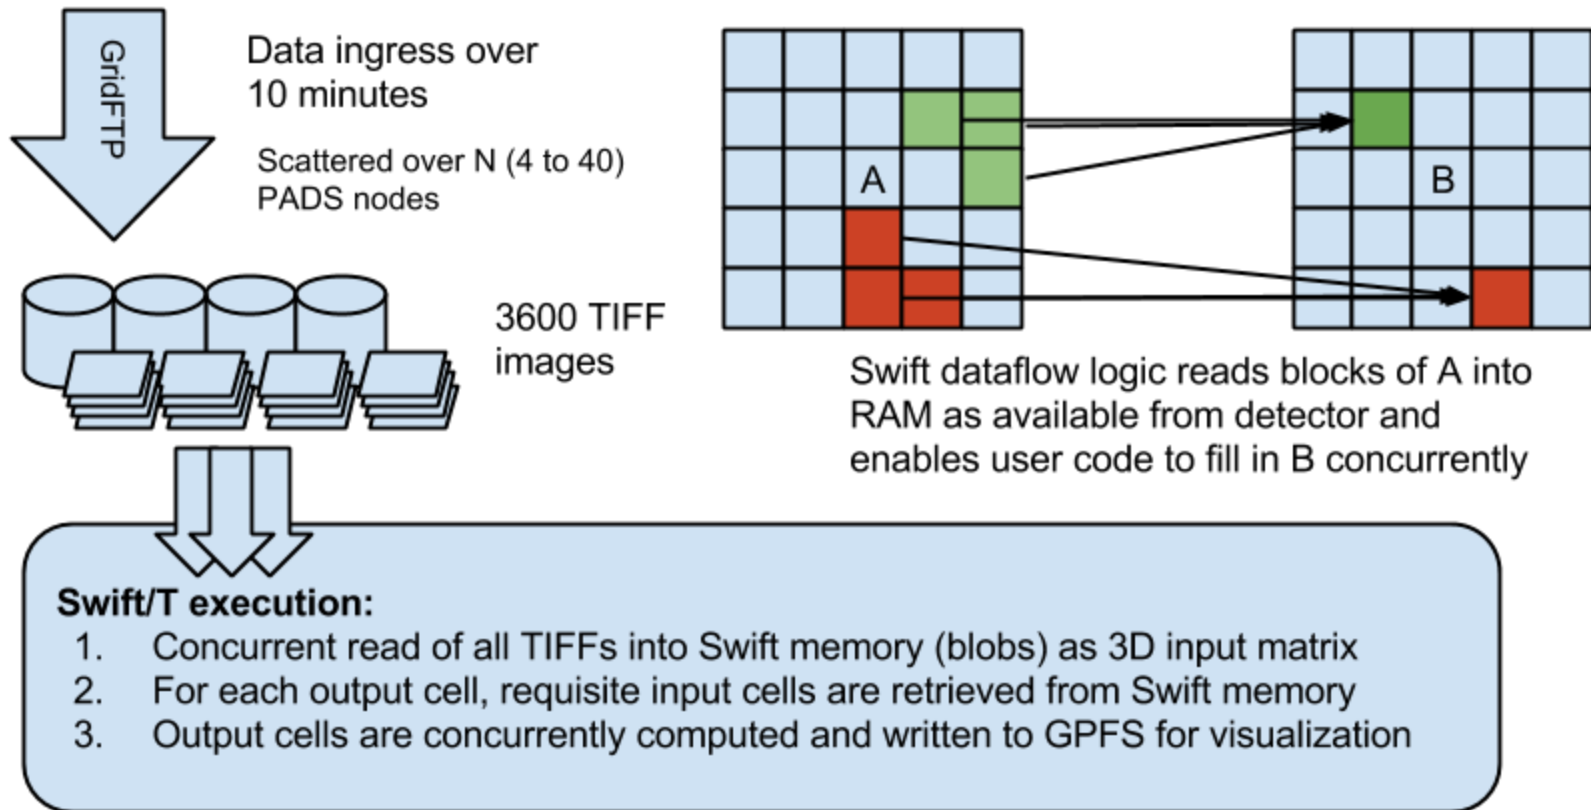 GridFTP
Data ingress over
10 minutes
Scattered over N (4 to 40)
PADS nodes
3600 TIFF
images
A
B
Swift dataflow logic reads blocks of A into
RAM as available from detector and
enables user code to fill in B concurrently
Swift/T execution:
1. Concurrent read of all TIFFs into Swift memory (blobs) as 3D input matrix
2. For each output cell, requisite input cells are retrieved from Swift memory
3. Output cells are concurrently computed and written to GPFS for visualization